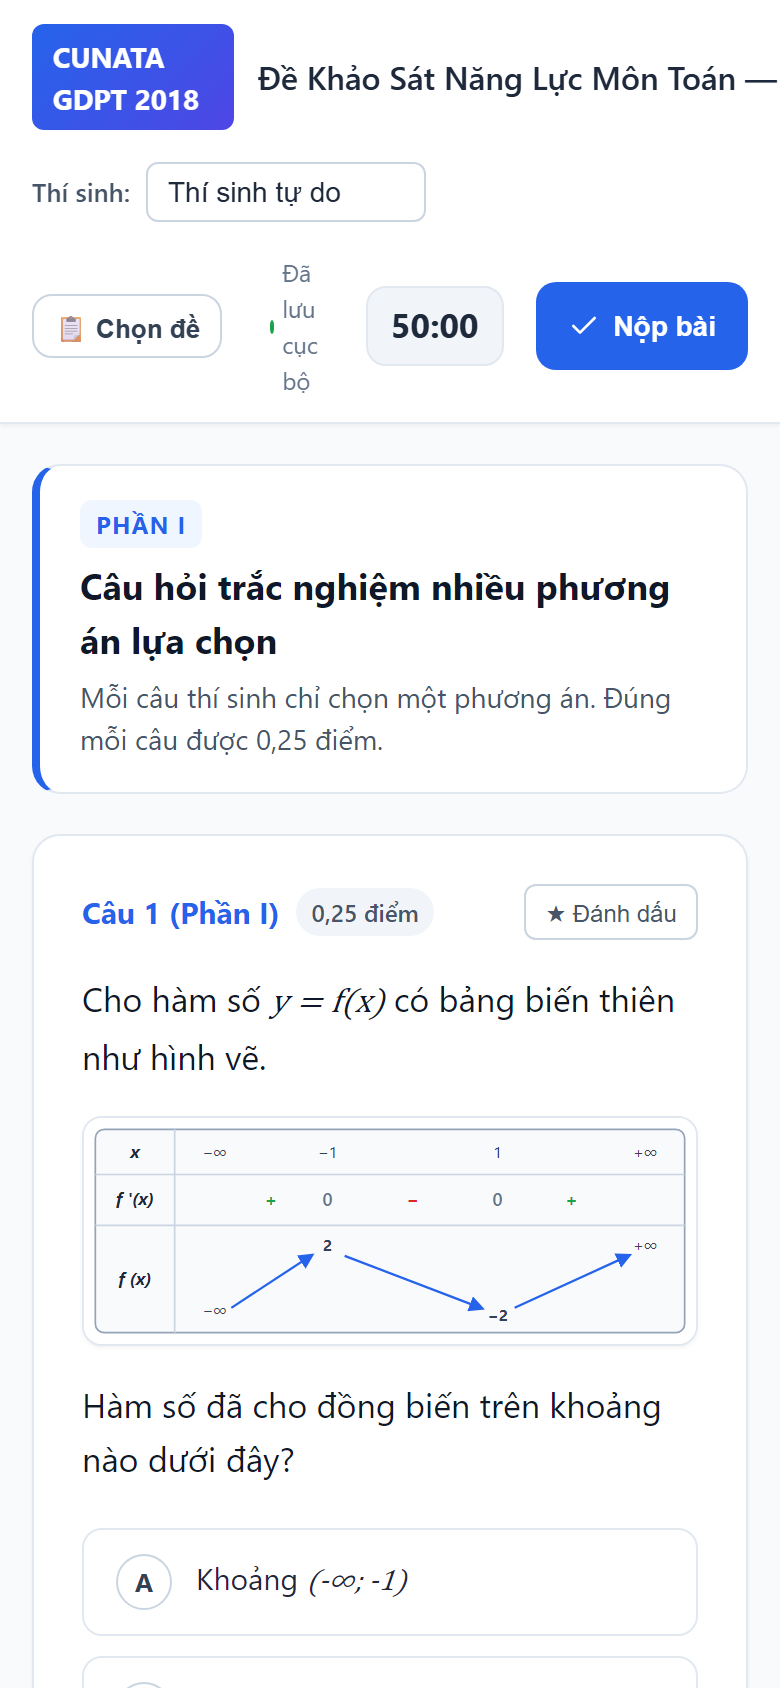 CUNATA
GDPT 2018
Đề Khảo Sát Năng Lực Môn Toán —
Thí sinh:
Thí sinh tự do
📋 Chọn đề
Đã
lưu
cục
bộ
50:00
✓ Nộp bài
PHẦN I
Câu hỏi trắc nghiệm nhiều phương
án lựa chọn
Mỗi câu thí sinh chỉ chọn một phương án. Đúng
mỗi câu được 0,25 điểm.
Câu 1 (Phần I)
0,25 điểm
★ Đánh dấu
Cho hàm số y = f(x) có bảng biến thiên
như hình vẽ.
x −∞ −1 1 +∞
f '(x) + 0 − 0 +
f (x) −∞ 2 −2 +∞
Hàm số đã cho đồng biến trên khoảng
nào dưới đây?
A Khoảng (-∞; -1)